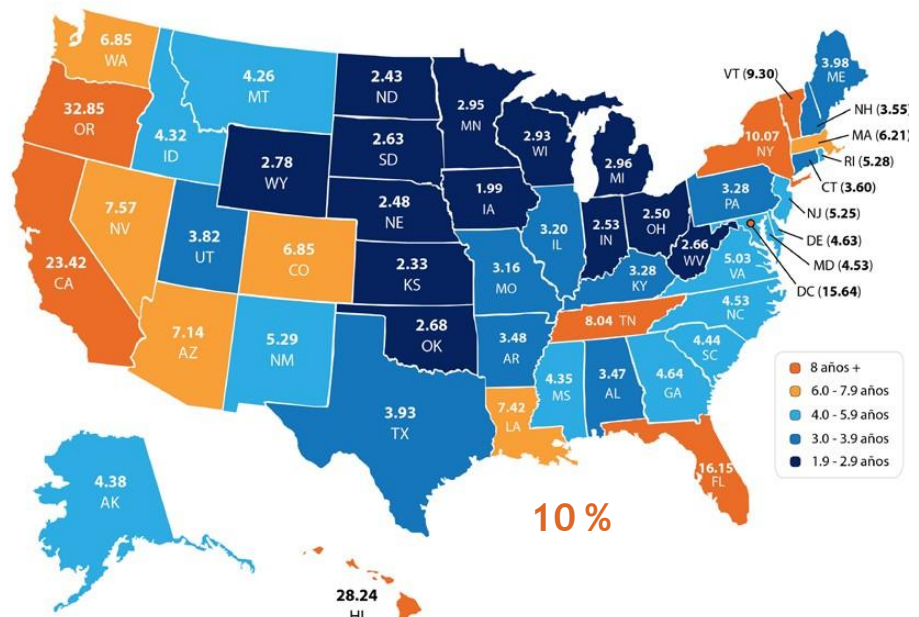 6.85
WA
32.85
OR
4.32
ID
4.26
MT
2.78
WY
2.43
ND
2.63
SD
2.48
NE
2.33
KS
2.68
OK
2.95
MN
1.99
IA
3.16
MO
3.48
AR
7.42
LA
2.93
WI
3.20
IL
2.96
MI
2.53
IN
2.50
OH
3.28
KY
8.04 TN
4.35
MS
3.47
AL
4.64
GA
16.15
FL
4.44
SC
4.53
NC
5.03
VA
2.66
WV
3.28
PA
10.07
NY
3.98
ME
VT (9.30)
NH (3.55)
MA (6.21)
RI (5.28)
CT (3.60)
NJ (5.25)
DE (4.63)
MD (4.53)
DC (15.64)
23.42
CA
7.57
NV
3.82
UT
6.85
CO
7.14
AZ
5.29
NM
3.93
TX
4.38
AK
28.24
HI
10 %
8 años +
6.0 - 7.9 años
4.0 - 5.9 años
3.0 - 3.9 años
1.9 - 2.9 años